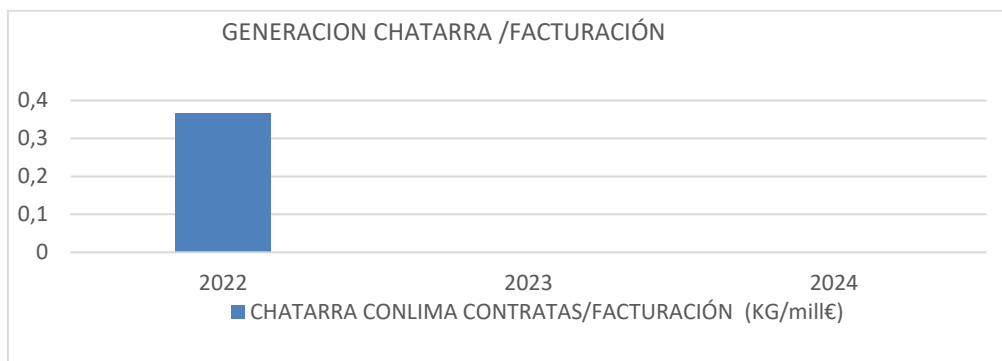 GENERACION CHATARRA /FACTURACIÓN
0,4
0,3
0,2
0,1
0
2022 2023 2024
CHATARRA CONLIMA CONTRATAS/FACTURACIÓN (KG/mill€)